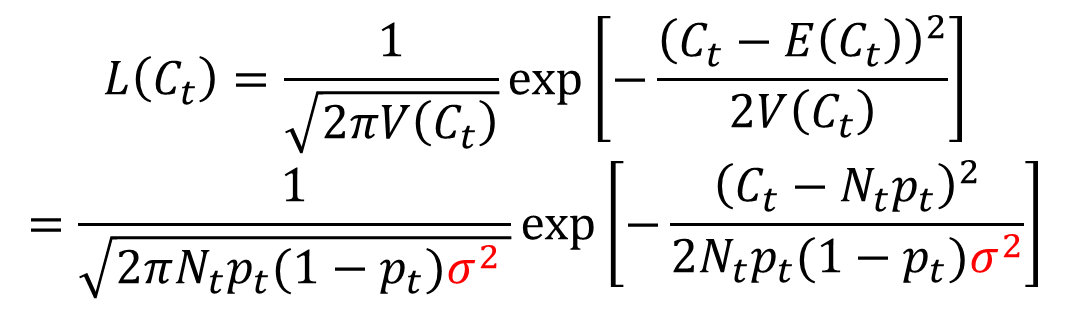 L(C_t) = \frac{1}{\sqrt{2\pi V(C_t)}} \exp\left[-\frac{(C_t - E(C_t))^2}{2V(C_t)}\right]
= \frac{1}{\sqrt{2\pi N_t p_t(1 - p_t)\sigma^2}} \exp\left[-\frac{(C_t - N_t p_t)^2}{2N_t p_t(1 - p_t)\sigma^2}\right]